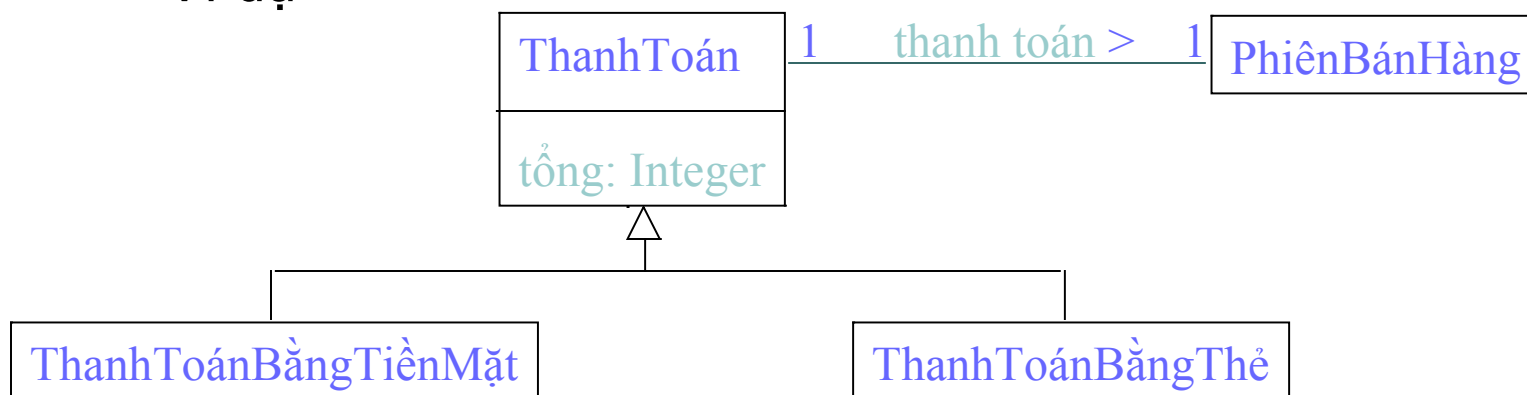 ThanhToán
1 thanh toán > 1
PhiênBánHàng
tổng: Integer
ThanhToánBằngTiềnMặt
ThanhToánBằngThẻ